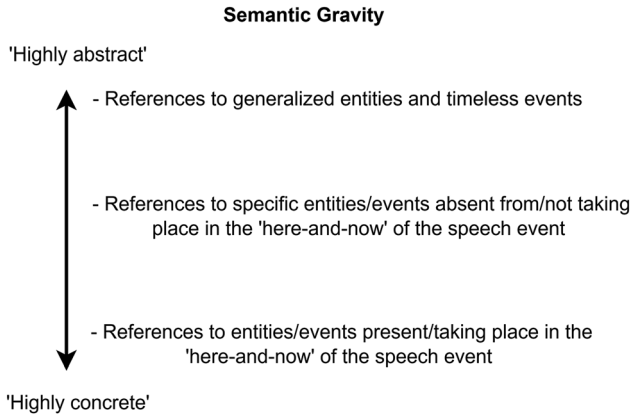 Semantic Gravity
'Highly abstract'
- References to generalized entities and timeless events
- References to specific entities/events absent from/not taking
place in the 'here-and-now' of the speech event
- References to entities/events present/taking place in the
'here-and-now' of the speech event
'Highly concrete'